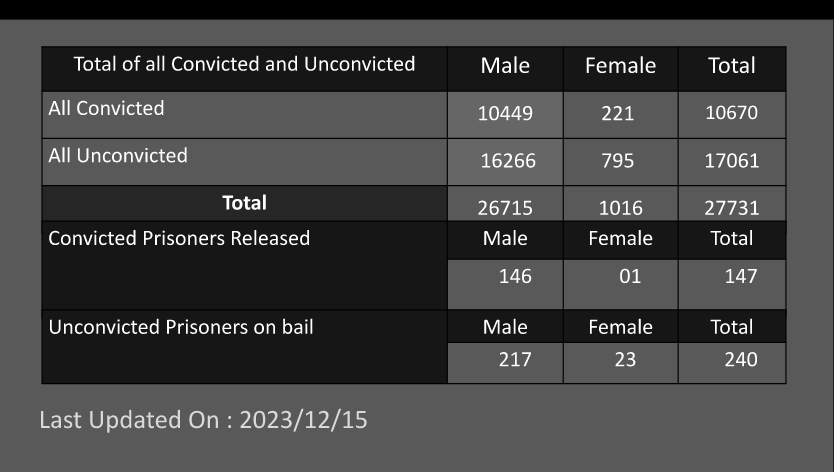 Total of all Convicted and Unconvicted Male Female Total
All Convicted 10449 221 10670
All Unconvicted 16266 795 17061
Total 26715 1016 27731
Convicted Prisoners Released Male Female Total
146 01 147
Unconvicted Prisoners on bail Male Female Total
217 23 240
Last Updated On : 2023/12/15